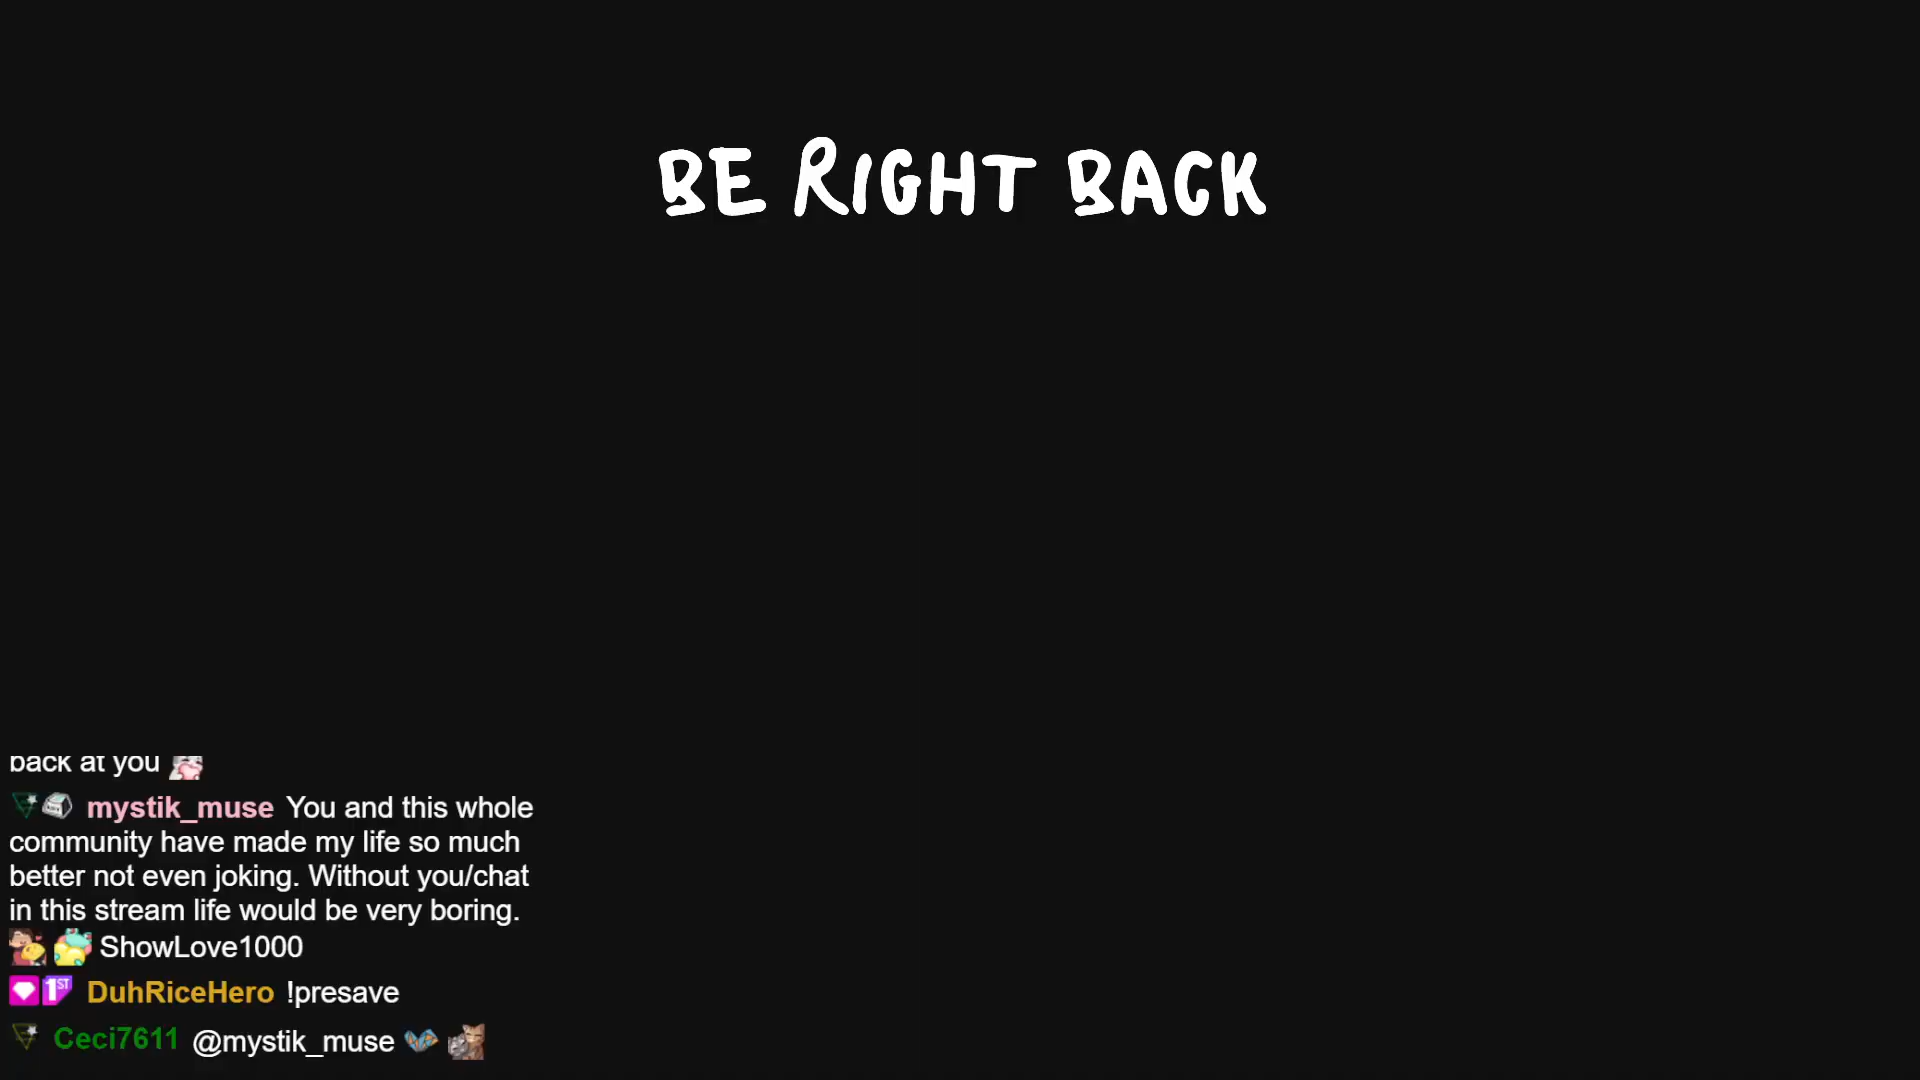 BE RIGHT BACK
back at you
mystik_muse You and this whole
community have made my life so much
better not even joking. Without you/chat
in this stream life would be very boring.
ShowLove1000
1ST DuhRiceHero !presave
Ceci7611 @mystik_muse